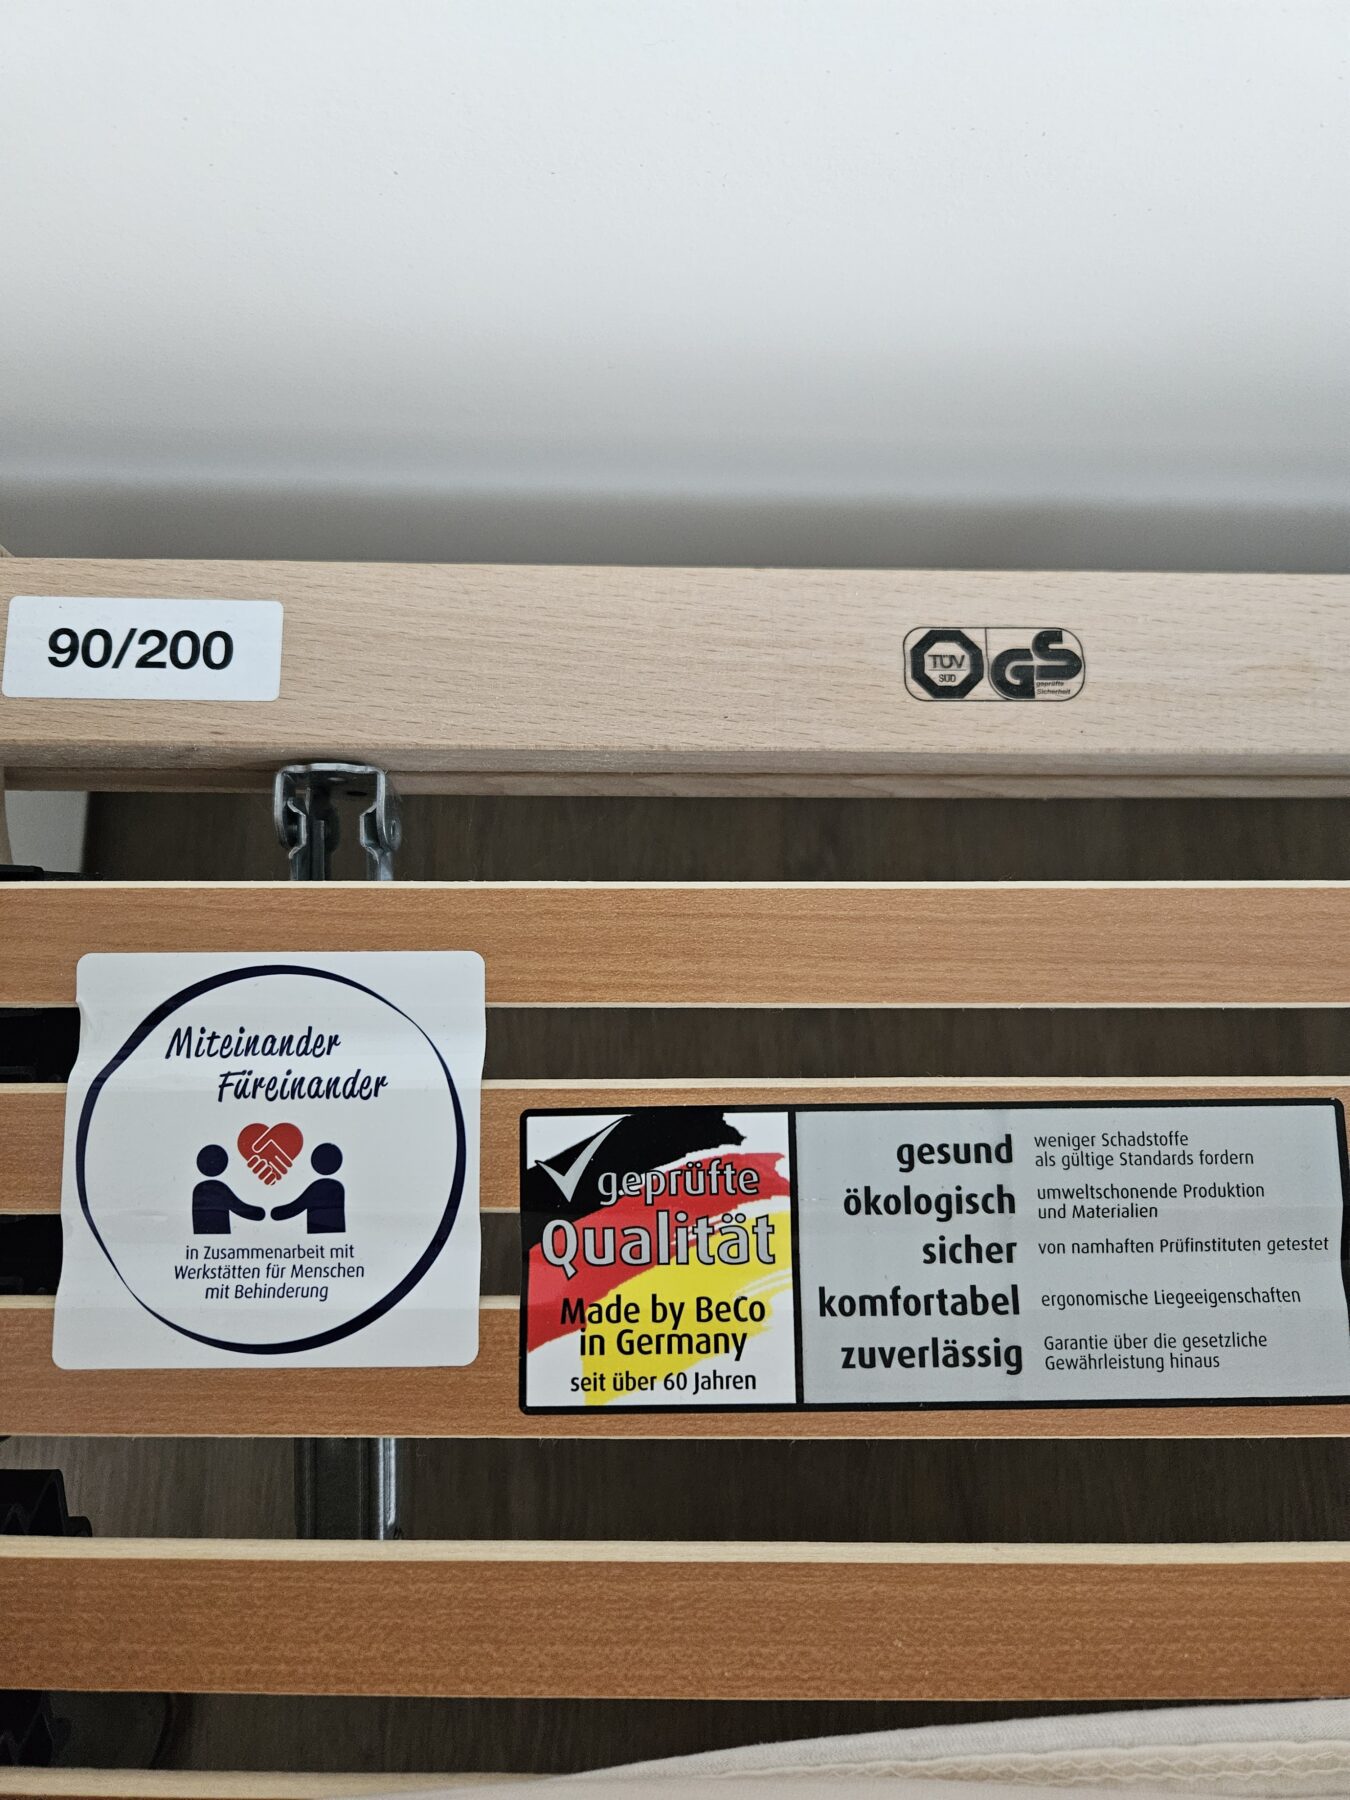 90/200
TÜV
SÜD
GS
geprüfte
Sicherheit
Miteinander
Füreinander
in Zusammenarbeit mit
Werkstätten für Menschen
mit Behinderung
geprüfte
Qualität
Made by BeCo
in Germany
seit über 60 Jahren
gesund
weniger Schadstoffe
als gültige Standards fordern
ökologisch
umweltschonende Produktion
und Materialien
sicher
von namhaften Prüfinstituten getestet
komfortabel
ergonomische Liegeeigenschaften
zuverlässig
Garantie über die gesetzliche
Gewährleistung hinaus